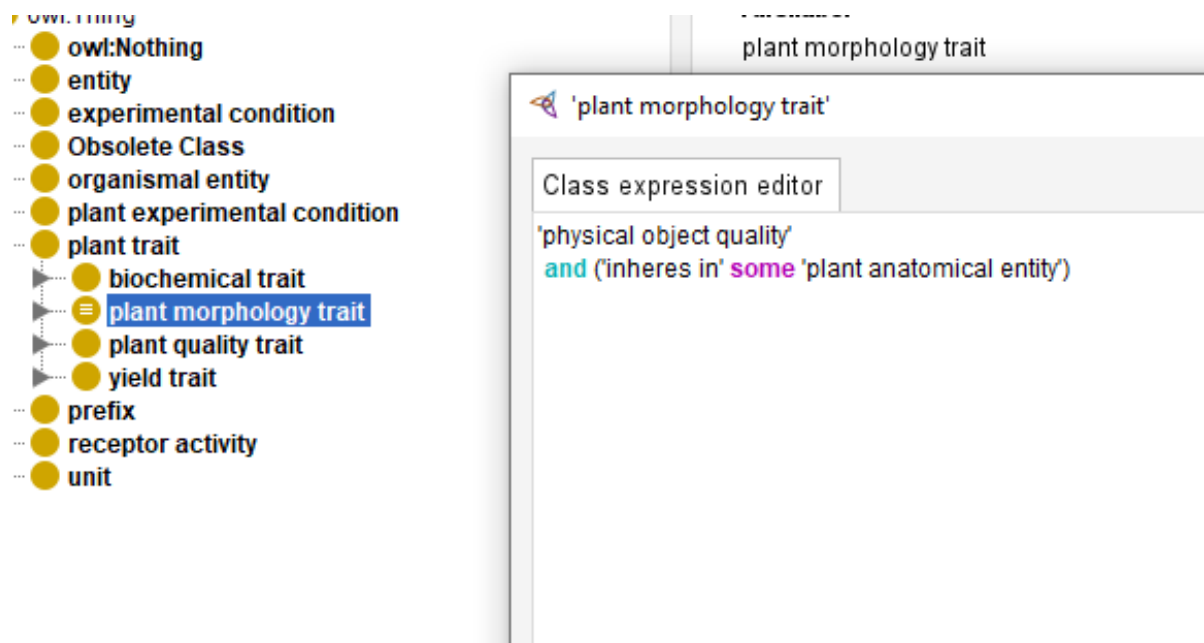 owl:Thing
owl:Nothing
entity
experimental condition
Obsolete Class
organismal entity
plant experimental condition
plant trait
biochemical trait
plant morphology trait
plant quality trait
yield trait
prefix
receptor activity
unit
plant morphology trait
'plant morphology trait'
Class expression editor
'physical object quality'
and ('inheres in' some 'plant anatomical entity')